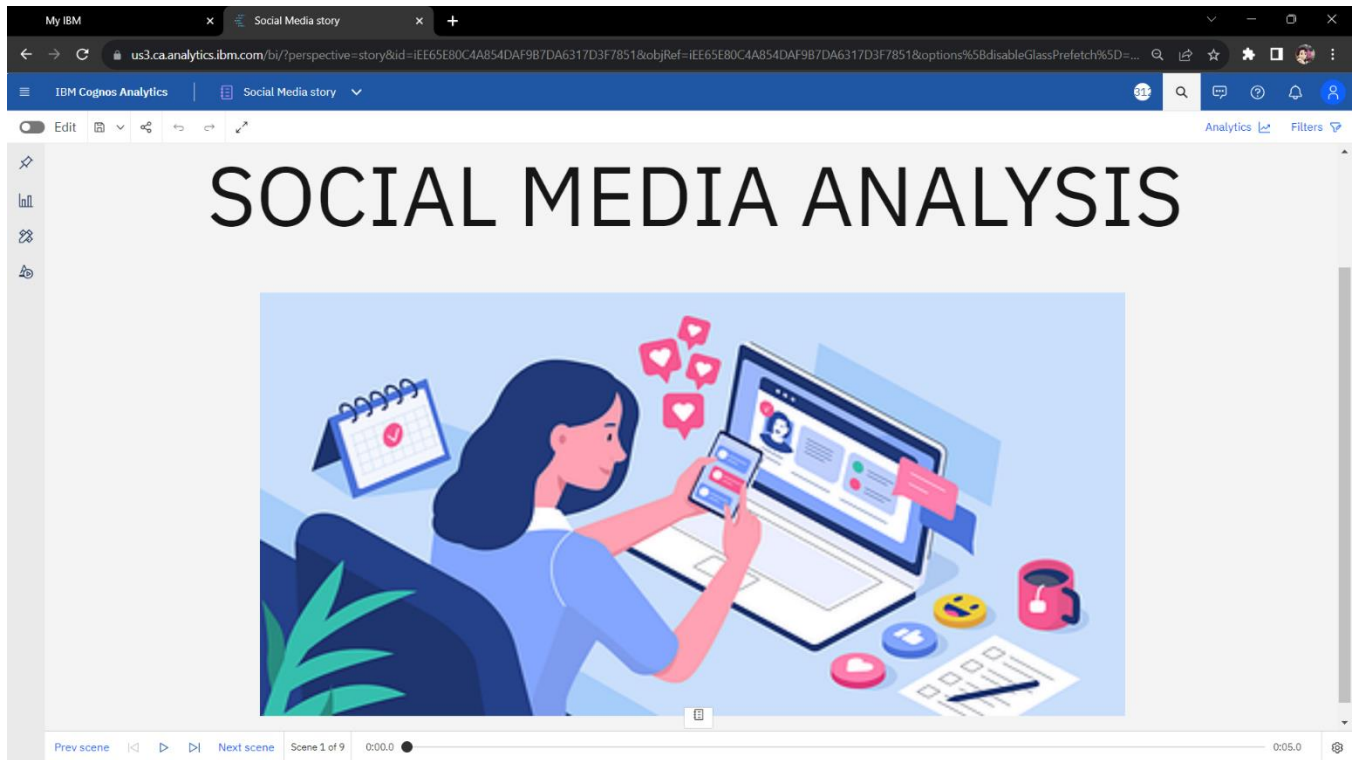 My IBM
Social Media story
us3.ca.analytics.ibm.com/bi/?perspective=story&id=iEE65E80C4A854DAF9B7DA6317D3F7851&objRef=iEE65E80C4A854DAF9B7DA6317D3F7851&options%5BdisableGlassPrefetch%5D=...
IBM Cognos Analytics
Social Media story
Edit
Analytics
Filters
SOCIAL MEDIA ANALYSIS
Prev scene
Next scene
Scene 1 of 9
0:00.0
0:05.0